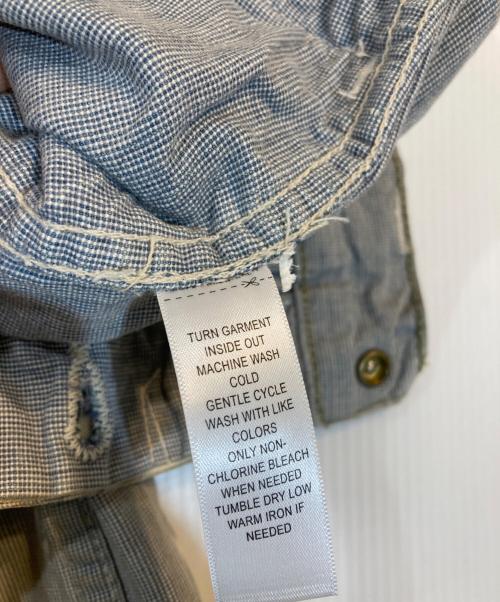 TURN GARMENT
INSIDE OUT
MACHINE WASH
COLD
GENTLE CYCLE
WASH WITH LIKE
COLORS
ONLY NON-
CHLORINE BLEACH
WHEN NEEDED
TUMBLE DRY LOW
WARM IRON IF
NEEDED